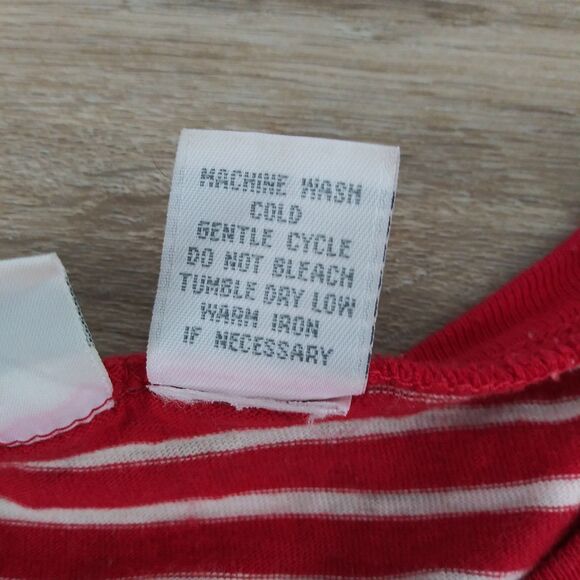 MACHINE WASH
COLD
GENTLE CYCLE
DO NOT BLEACH
TUMBLE DRY LOW
WARM IRON
IF NECESSARY